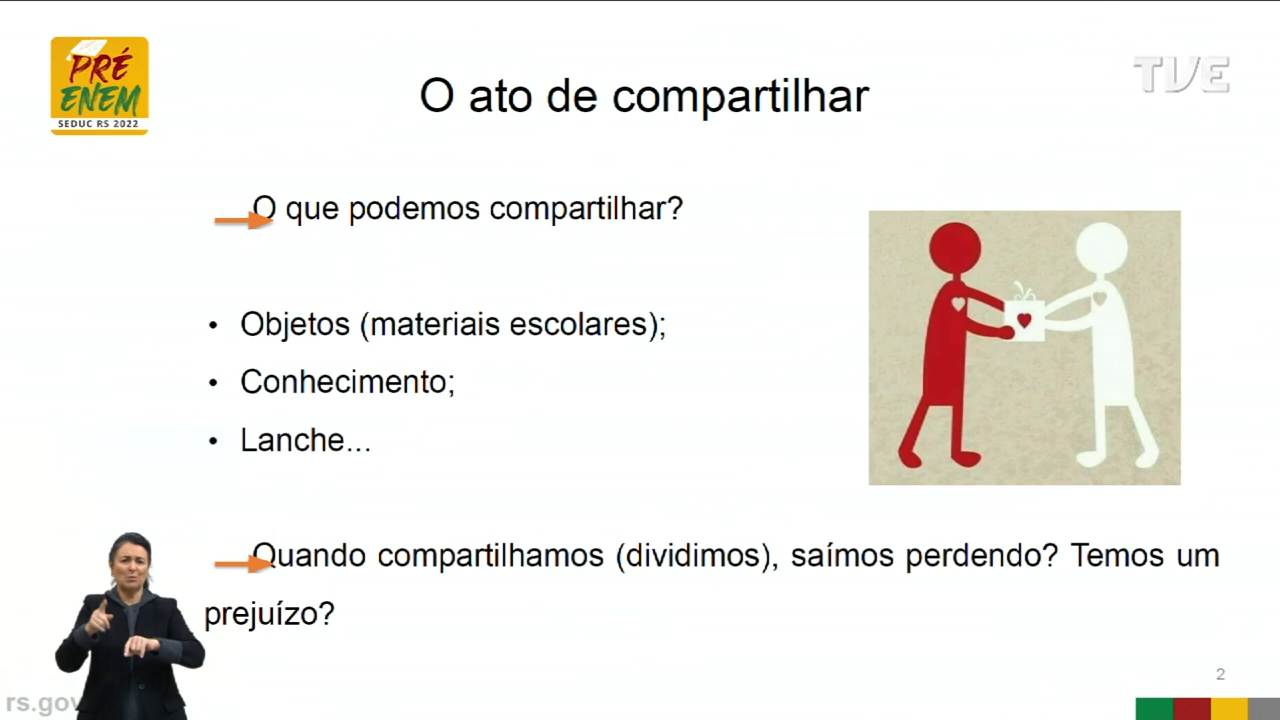 PRÉ
ENEM
SEDUC RS 2022
TVE
O ato de compartilhar
O que podemos compartilhar?
• Objetos (materiais escolares);
• Conhecimento;
• Lanche...
Quando compartilhamos (dividimos), saímos perdendo? Temos um
prejuízo?
2
rs.gov